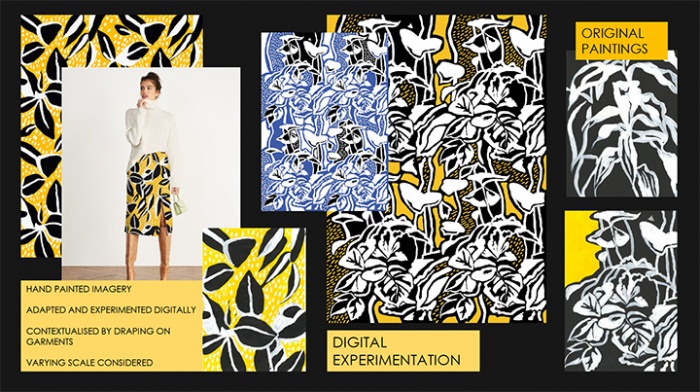 ORIGINAL
PAINTINGS
HAND PAINTED IMAGERY
ADAPTED AND EXPERIMENTED DIGITALLY
CONTEXTUALISED BY DRAPING ON
GARMENTS
VARYING SCALE CONSIDERED
DIGITAL
EXPERIMENTATION